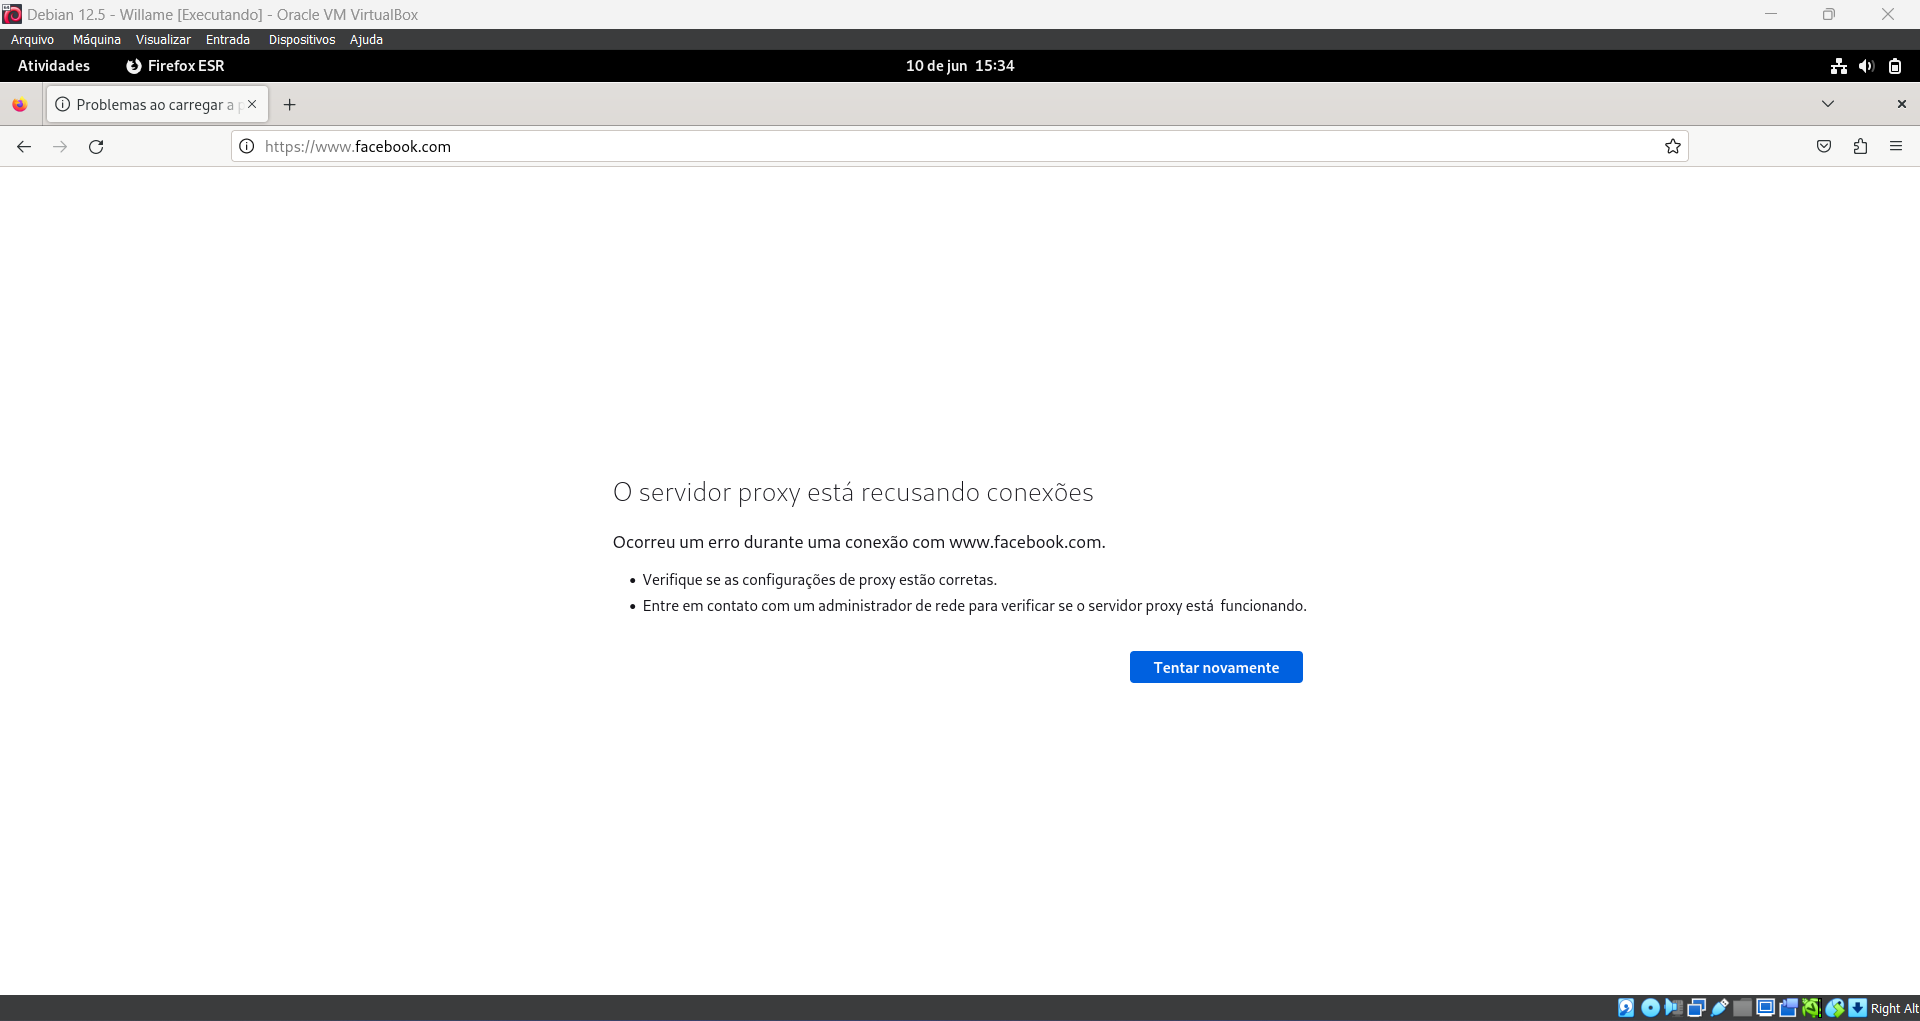 Debian 12.5 - Willame [Executando] - Oracle VM VirtualBox
Arquivo Máquina Visualizar Entrada Dispositivos Ajuda
Atividades Firefox ESR 10 de jun 15:34
Problemas ao carregar a p
https://www.facebook.com
O servidor proxy está recusando conexões
Ocorreu um erro durante uma conexão com www.facebook.com.
• Verifique se as configurações de proxy estão corretas.
• Entre em contato com um administrador de rede para verificar se o servidor proxy está funcionando.
Tentar novamente
Right Alt